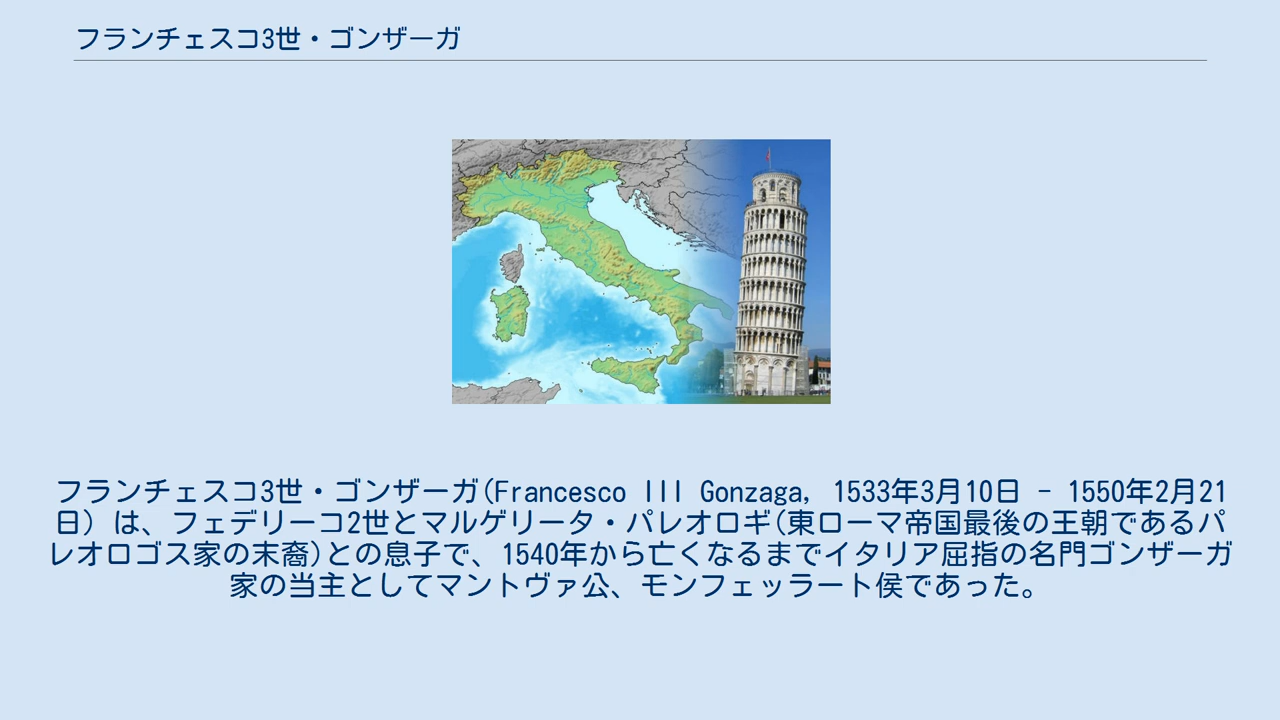 フランチェスコ3世・ゴンザーガ
フランチェスコ3世・ゴンザーガ(Francesco III Gonzaga, 1533年3月10日 - 1550年2月21
日) は、フェデリーコ2世とマルゲリータ・パレオロギ(東ローマ帝国最後の王朝であるパ
レオロゴス家の末裔)との息子で、1540年から亡くなるまでイタリア屈指の名門ゴンザーガ
家の当主としてマントヴァ公、モンフェッラート侯であった。